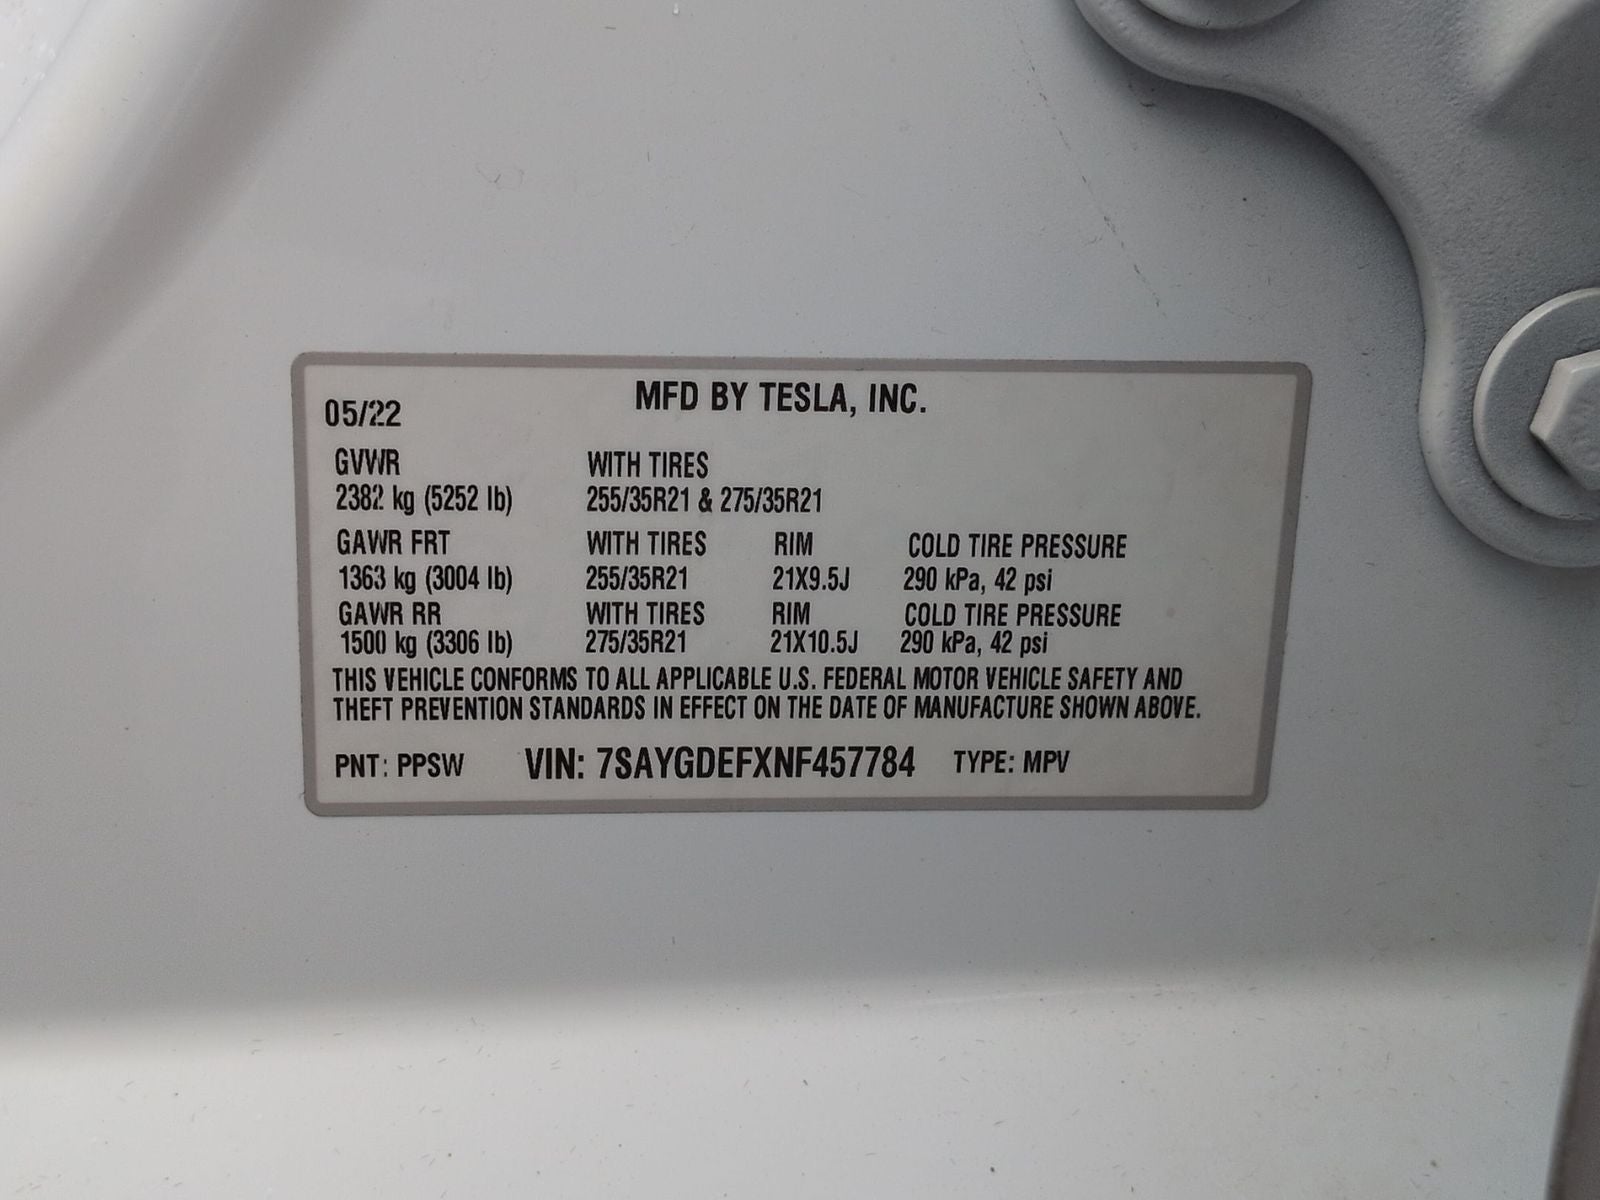 MFD BY TESLA, INC.
05/22
GVWR WITH TIRES
2382 kg (5252 lb) 255/35R21 & 275/35R21
GAWR FRT WITH TIRES RIM COLD TIRE PRESSURE
1363 kg (3004 lb) 255/35R21 21X9.5J 290 kPa, 42 psi
GAWR RR WITH TIRES RIM COLD TIRE PRESSURE
1500 kg (3306 lb) 275/35R21 21X10.5J 290 kPa, 42 psi
THIS VEHICLE CONFORMS TO ALL APPLICABLE U.S. FEDERAL MOTOR VEHICLE SAFETY AND
THEFT PREVENTION STANDARDS IN EFFECT ON THE DATE OF MANUFACTURE SHOWN ABOVE.
PNT: PPSW VIN: 7SAYGDEFXNF457784 TYPE: MPV